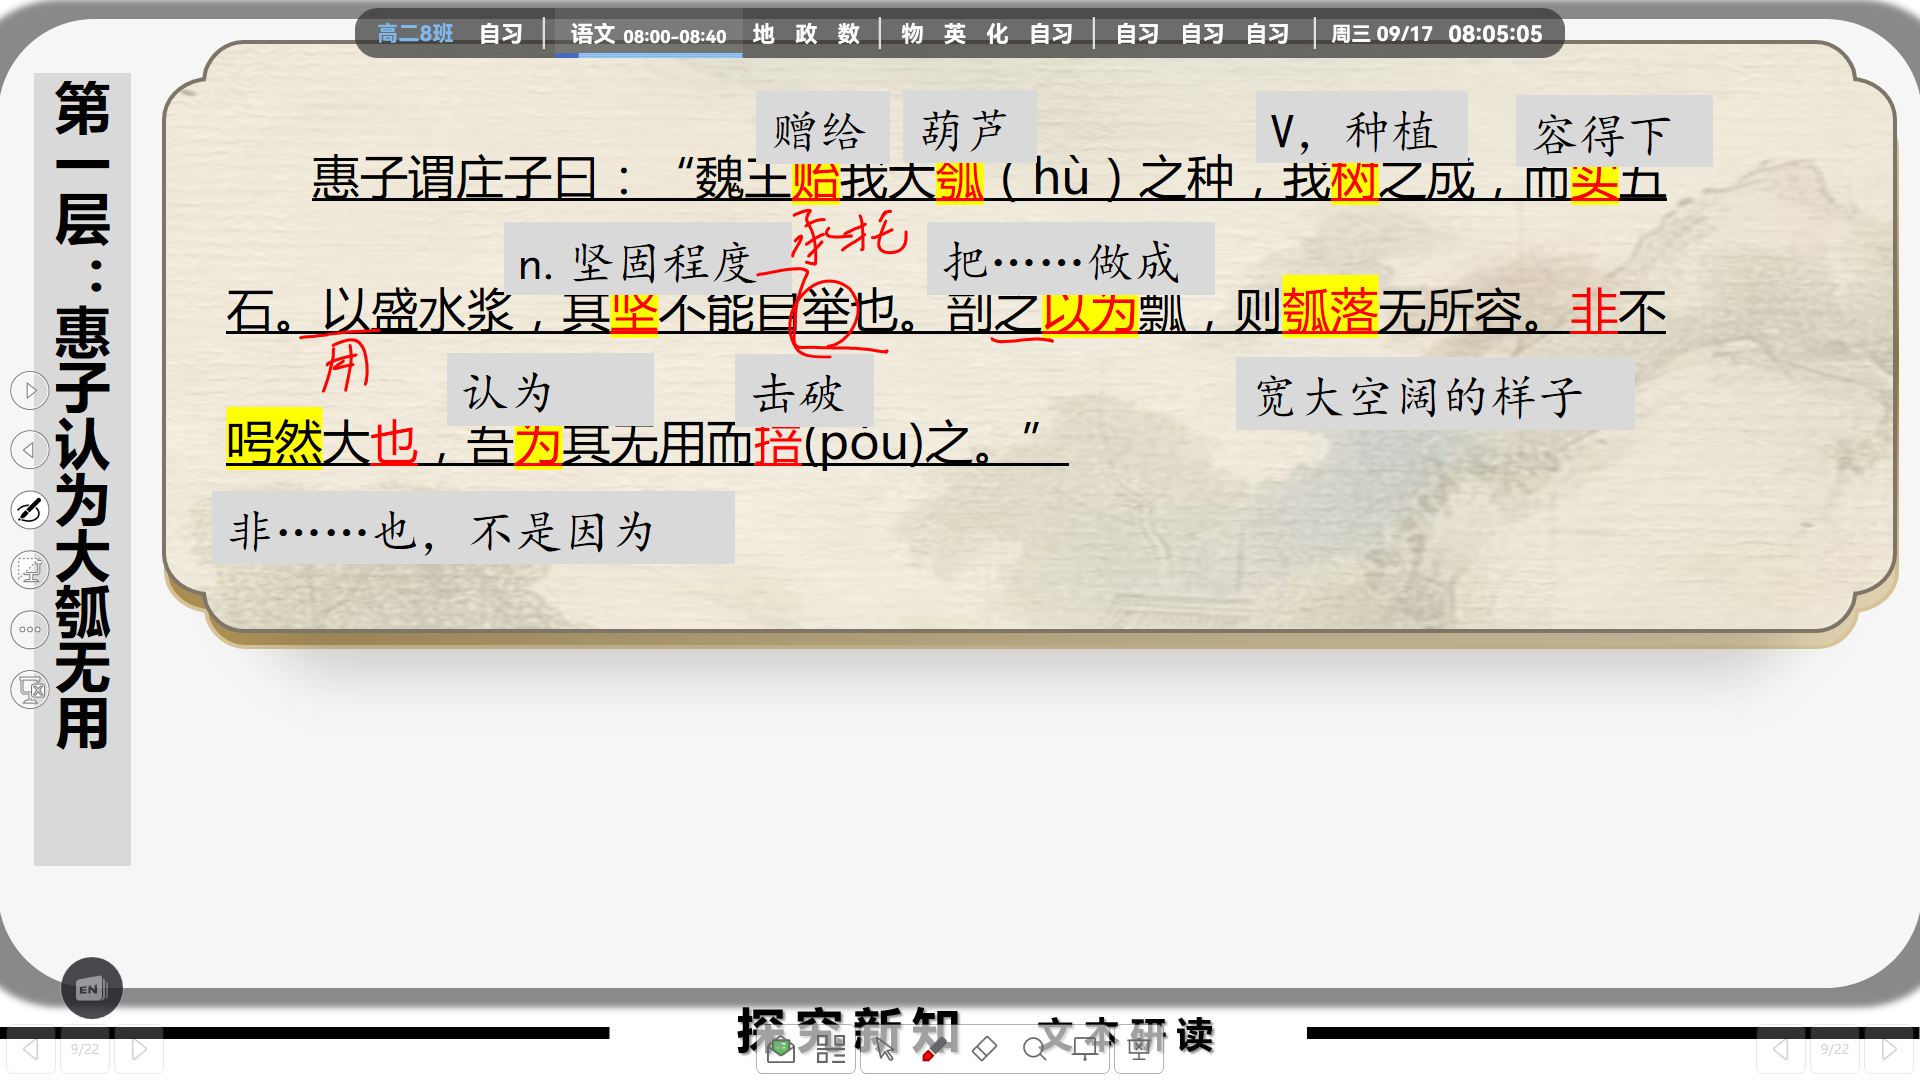 高二8班 自习 语文 08:00-08:40 地 政 数 物 英 化 自习 自习 自习 自习 周三 09/17 08:05:05
第一层：惠子认为大瓠无用
赠给 葫芦 V，种植 容得下
惠子谓庄子曰：“魏王贻我大瓠（hù）之种，我树之成，而实五
n. 坚固程度 承托 把……做成
石。以盛水浆，其坚不能自举也。剖之以为瓢，则瓠落无所容。非不
用 认为 击破 宽大空阔的样子
呺然大也，吾为其无用而掊(pǒu)之。”
非……也，不是因为
EN
探究新知 文本研读
9/22 9/22